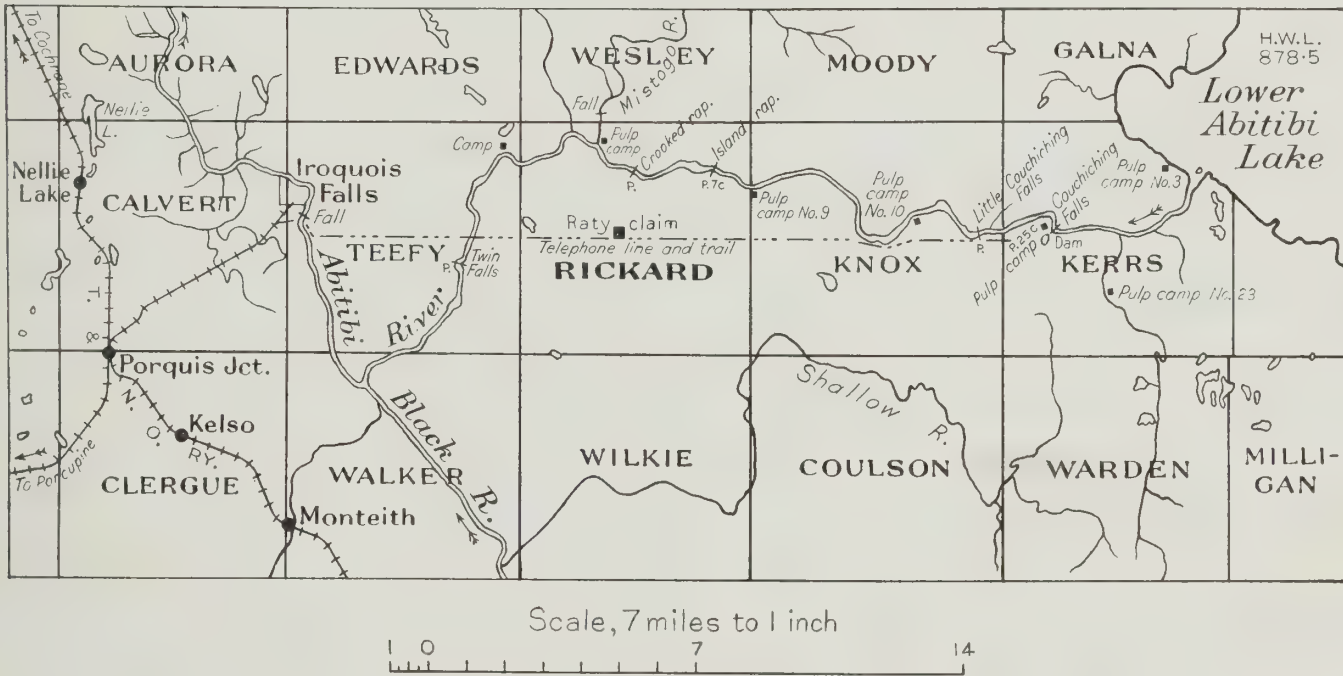 To Cochrane
AURORA
EDWARDS
WESLEY
Mistogo R.
MOODY
GALNA
H.W.L.
878·5
Lower
Abitibi
Lake
Nellie
L.
Fall
Nellie
Lake
CALVERT
Iroquois
Falls
Fall
Camp
Pulp
camp
Crooked rap.
P.
Island rap.
P.7c
Pulp
camp No.9
Pulp
camp
No.10
Little Couchiching
Falls
P.
Couchiching
Falls
P.25c
Pulp camp
Dam
Pulp
camp No.3
Raty claim
Telephone line and trail
TEEFY
P.
Twin
Falls
RICKARD
KNOX
KERRS
Pulp camp No. 23
Abitibi
River
T. & N. O. RY.
Porquis Jct.
Kelso
To Porcupine
CLERGUE
Monteith
WALKER
Black R.
WILKIE
Shallow R.
COULSON
WARDEN
MILLI-
GAN
Scale, 7 miles to 1 inch
1 0 7 14